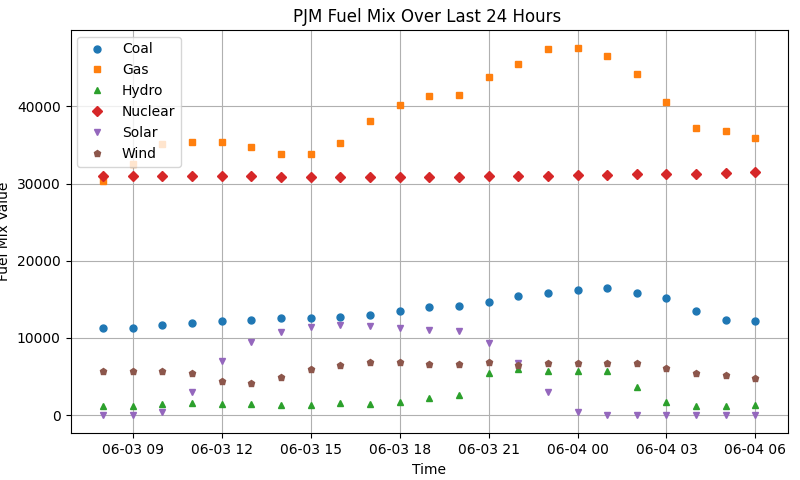 PJM Fuel Mix Over Last 24 Hours
Coal
Gas
Hydro
Nuclear
Solar
Wind
Fuel Mix Value
40000
30000
20000
10000
0
06-03 09 06-03 12 06-03 15 06-03 18 06-03 21 06-04 00 06-04 03 06-04 06
Time